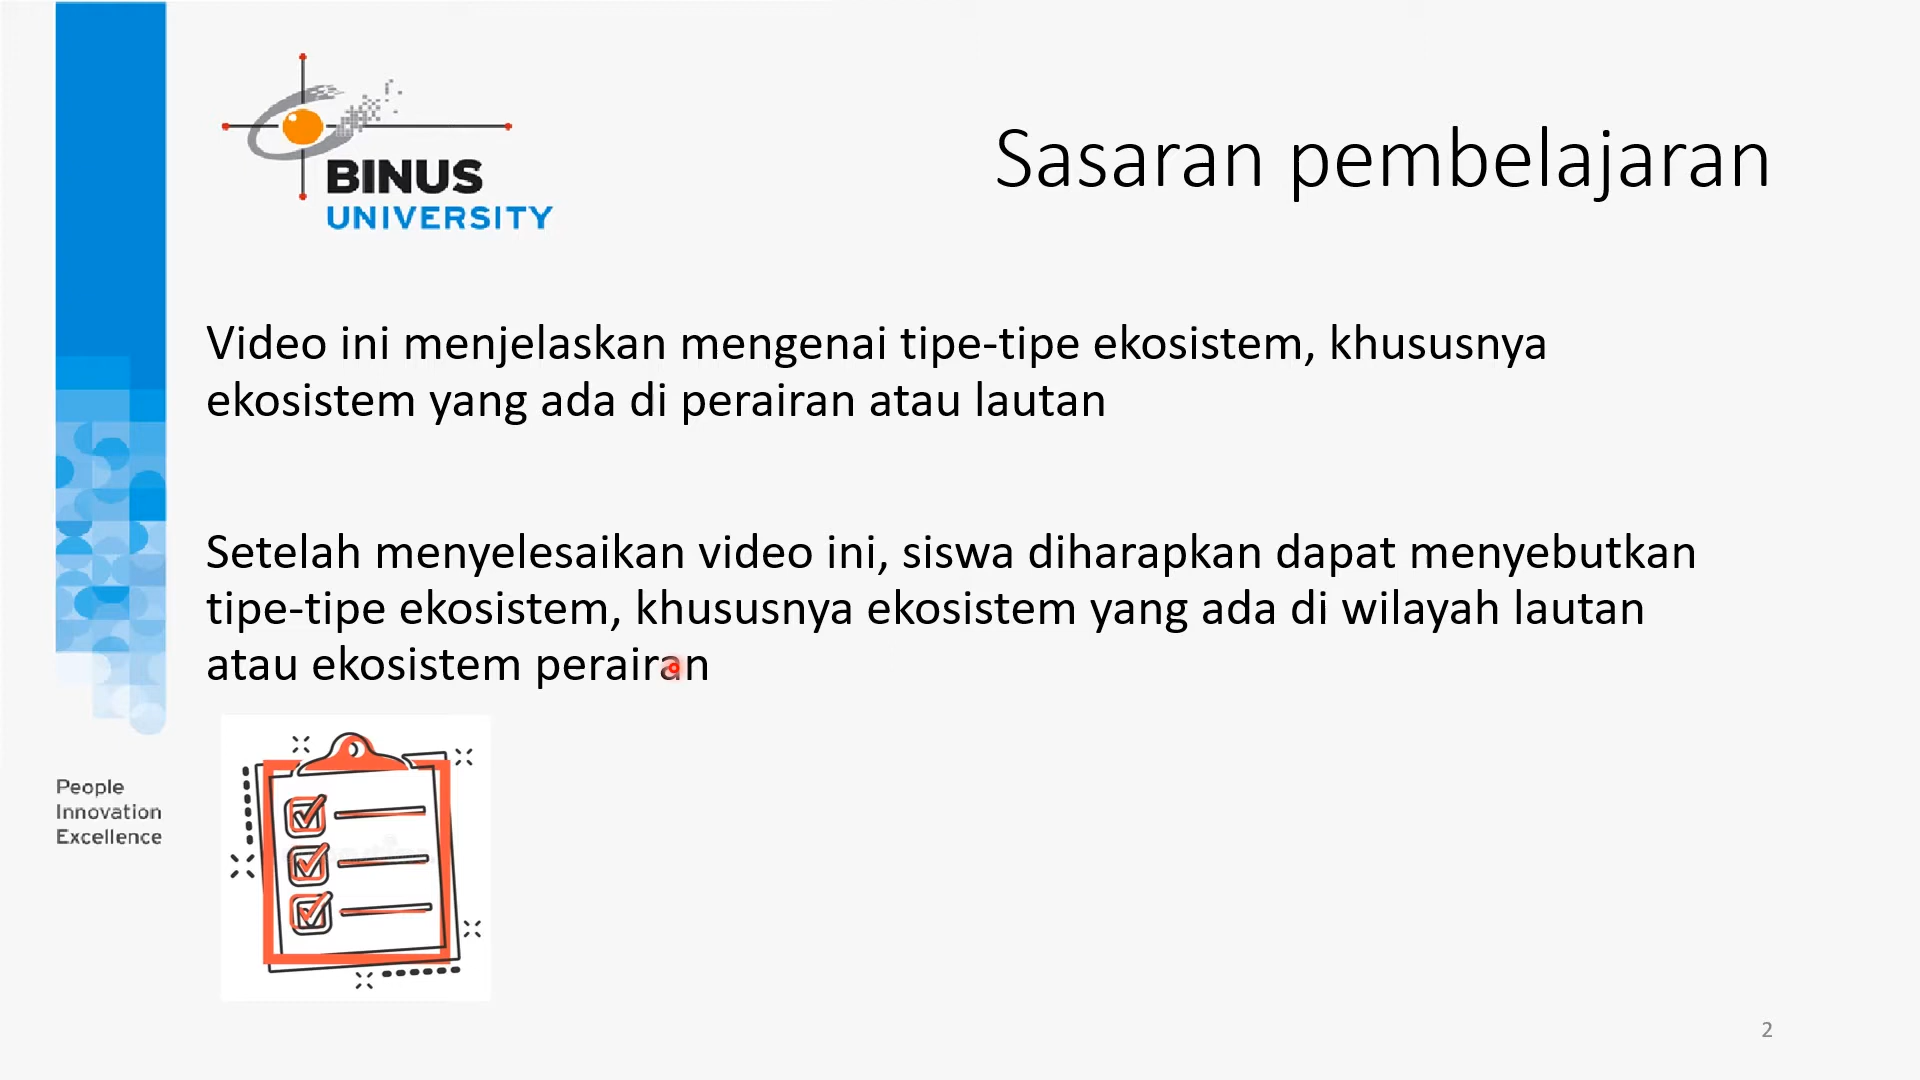 BINUS
UNIVERSITY
Sasaran pembelajaran
Video ini menjelaskan mengenai tipe-tipe ekosistem, khususnya
ekosistem yang ada di perairan atau lautan
Setelah menyelesaikan video ini, siswa diharapkan dapat menyebutkan
tipe-tipe ekosistem, khususnya ekosistem yang ada di wilayah lautan
atau ekosistem perairan
People
Innovation
Excellence
2